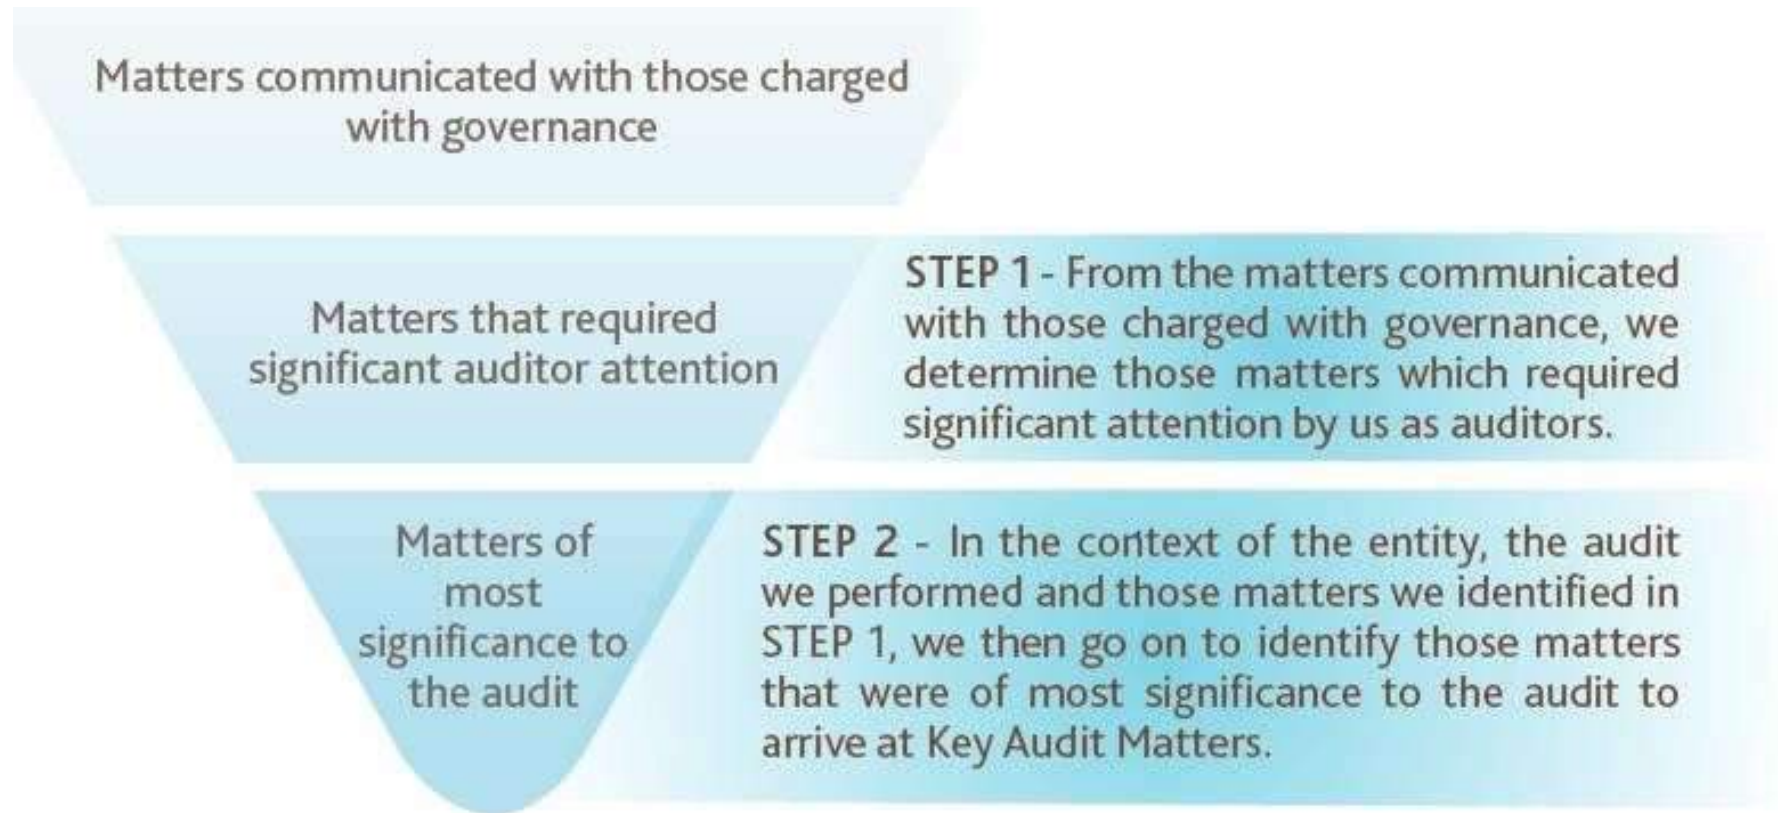 Matters communicated with those charged
with governance
Matters that required
significant auditor attention
STEP 1 - From the matters communicated
with those charged with governance, we
determine those matters which required
significant attention by us as auditors.
Matters of
most
significance to
the audit
STEP 2 - In the context of the entity, the audit
we performed and those matters we identified in
STEP 1, we then go on to identify those matters
that were of most significance to the audit to
arrive at Key Audit Matters.